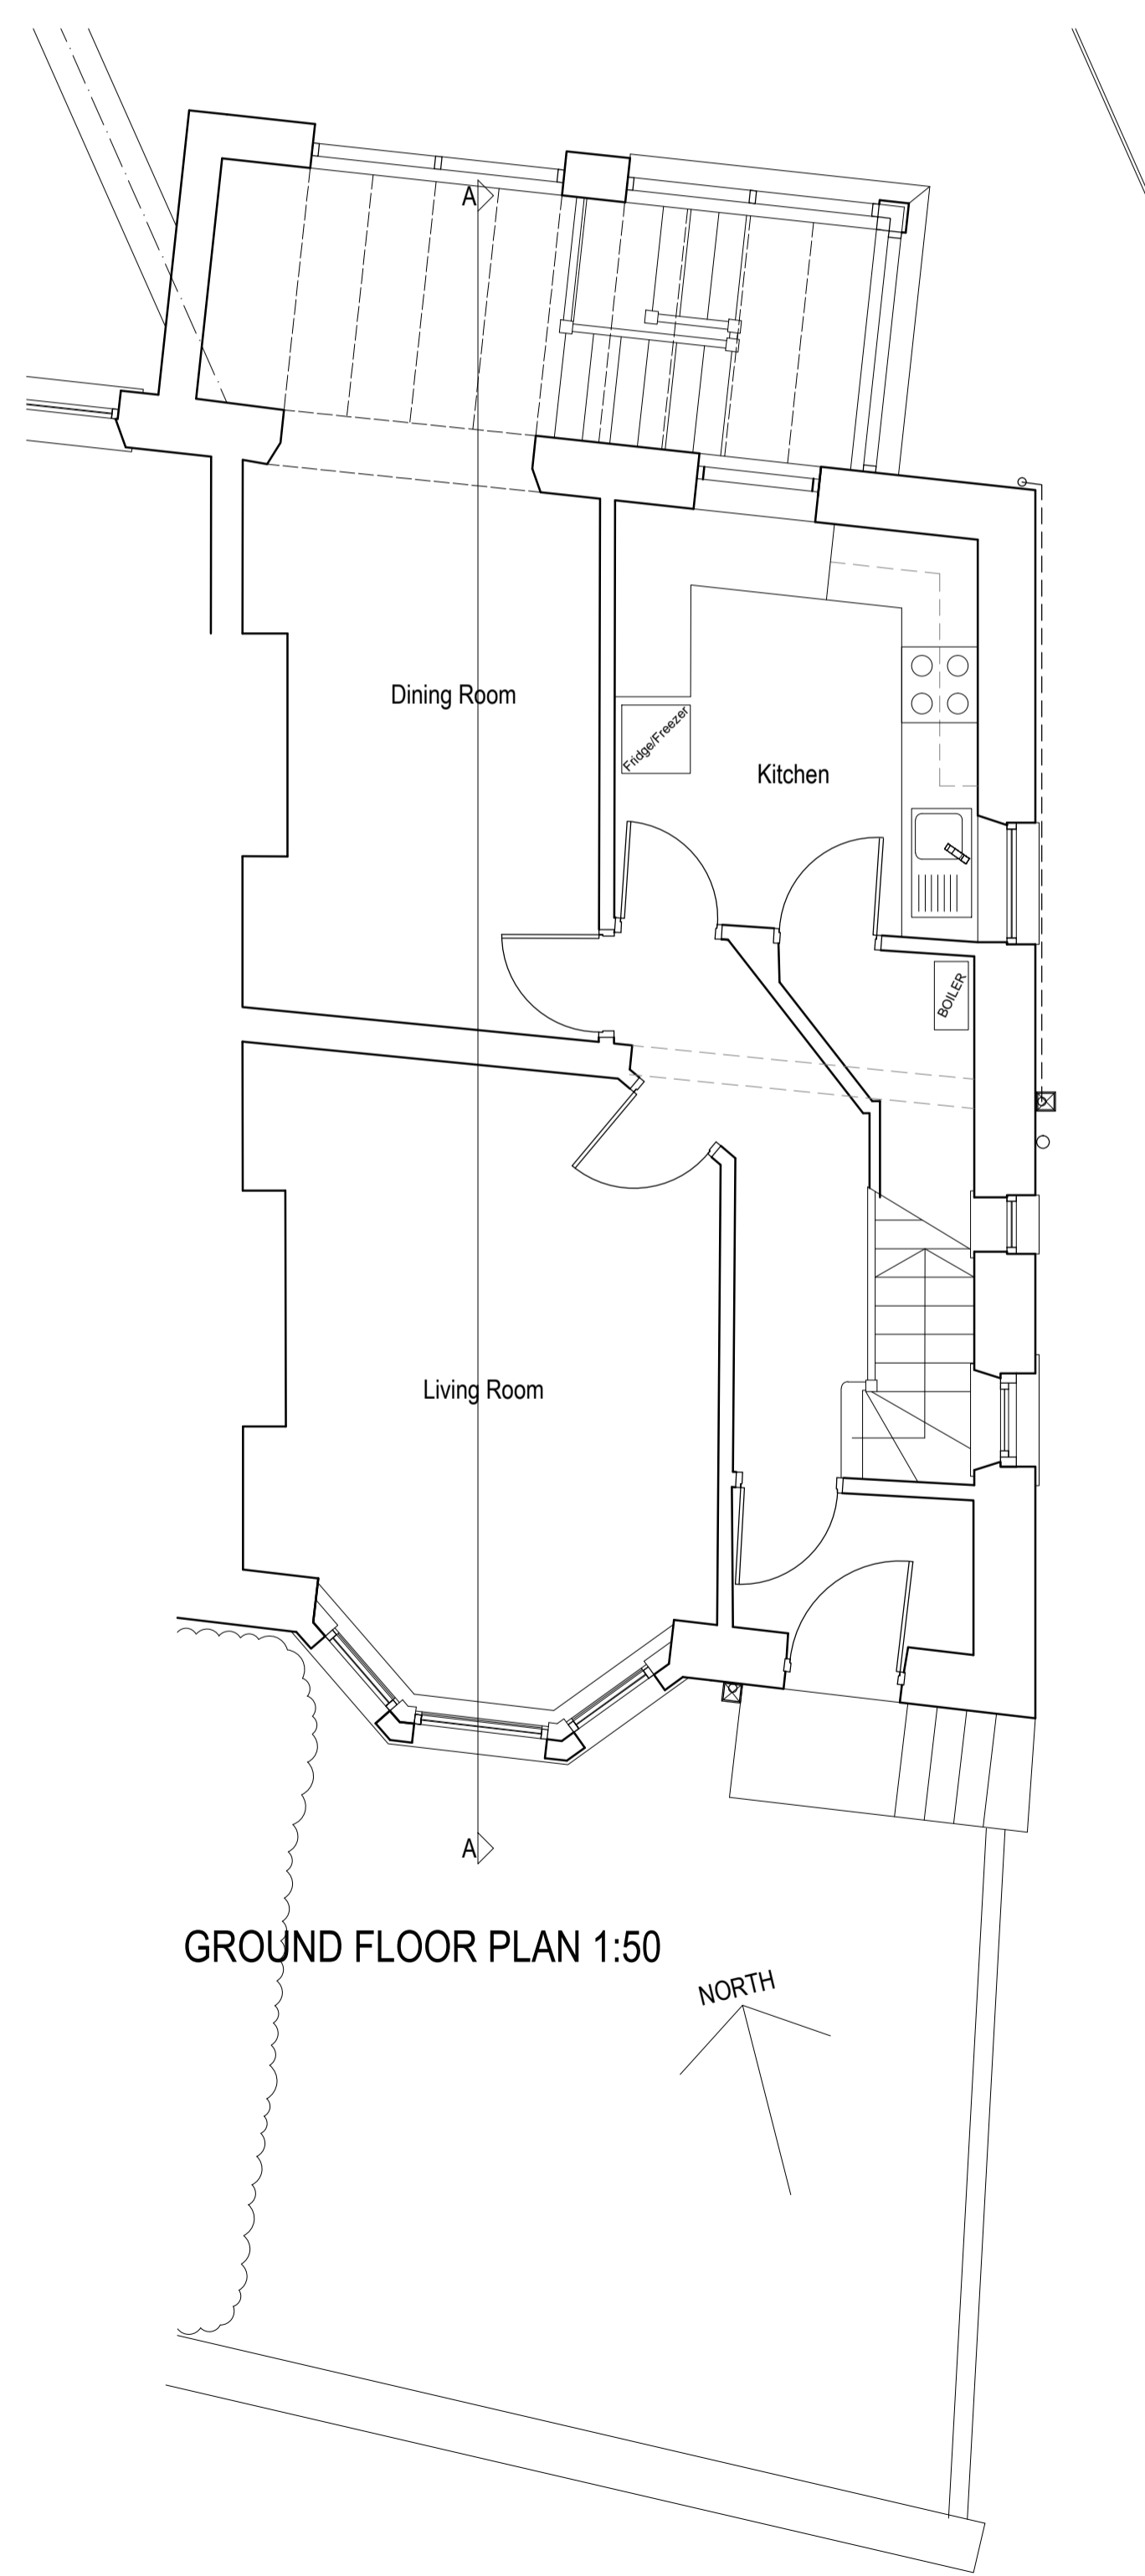 A
Dining Room
Fridge/Freezer
Kitchen
BOILER
Living Room
A
GROUND FLOOR PLAN 1:50
NORTH